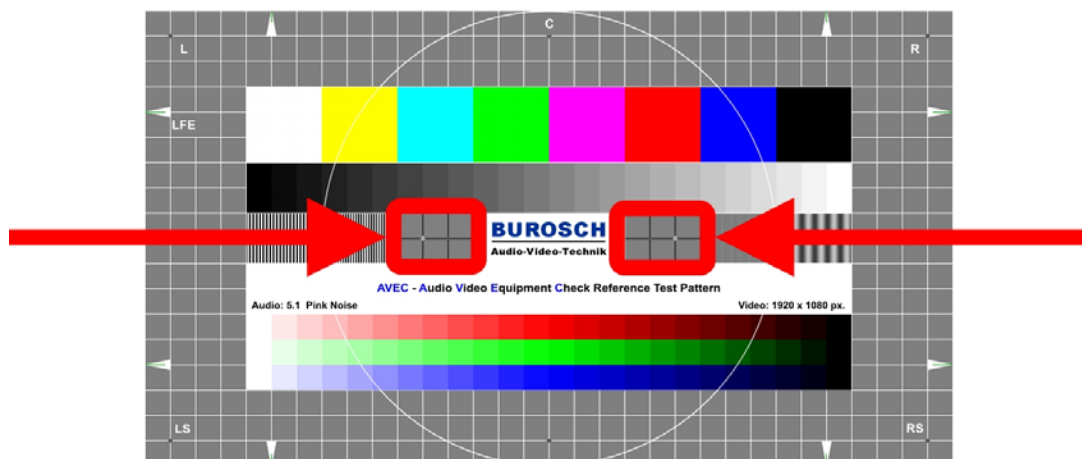 C
L R
LFE
BUROSCH
Audio-Video-Technik
AVEC - Audio Video Equipment Check Reference Test Pattern
Audio: 5.1 Pink Noise Video: 1920 x 1080 px.
LS RS